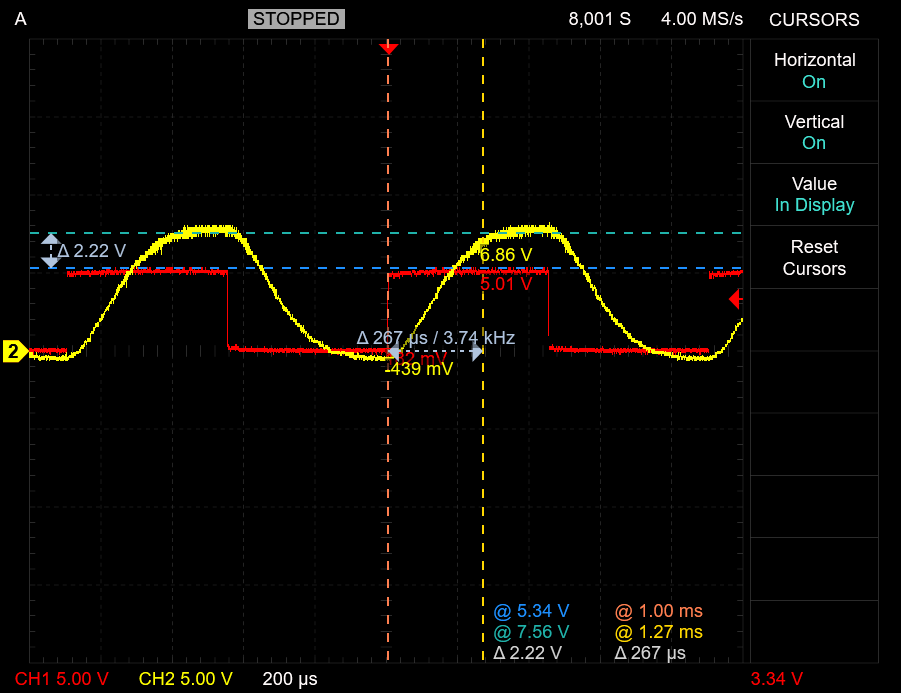 A STOPPED 8,001 S 4.00 MS/s CURSORS
Horizontal
On
Vertical
On
Value
In Display
Reset
Cursors
Δ 2.22 V
6.86 V
5.01 V
Δ 267 µs / 3.74 kHz
2
mV
-439 mV
@ 5.34 V @ 1.00 ms
@ 7.56 V @ 1.27 ms
Δ 2.22 V Δ 267 µs
CH1 5.00 V CH2 5.00 V 200 µs 3.34 V